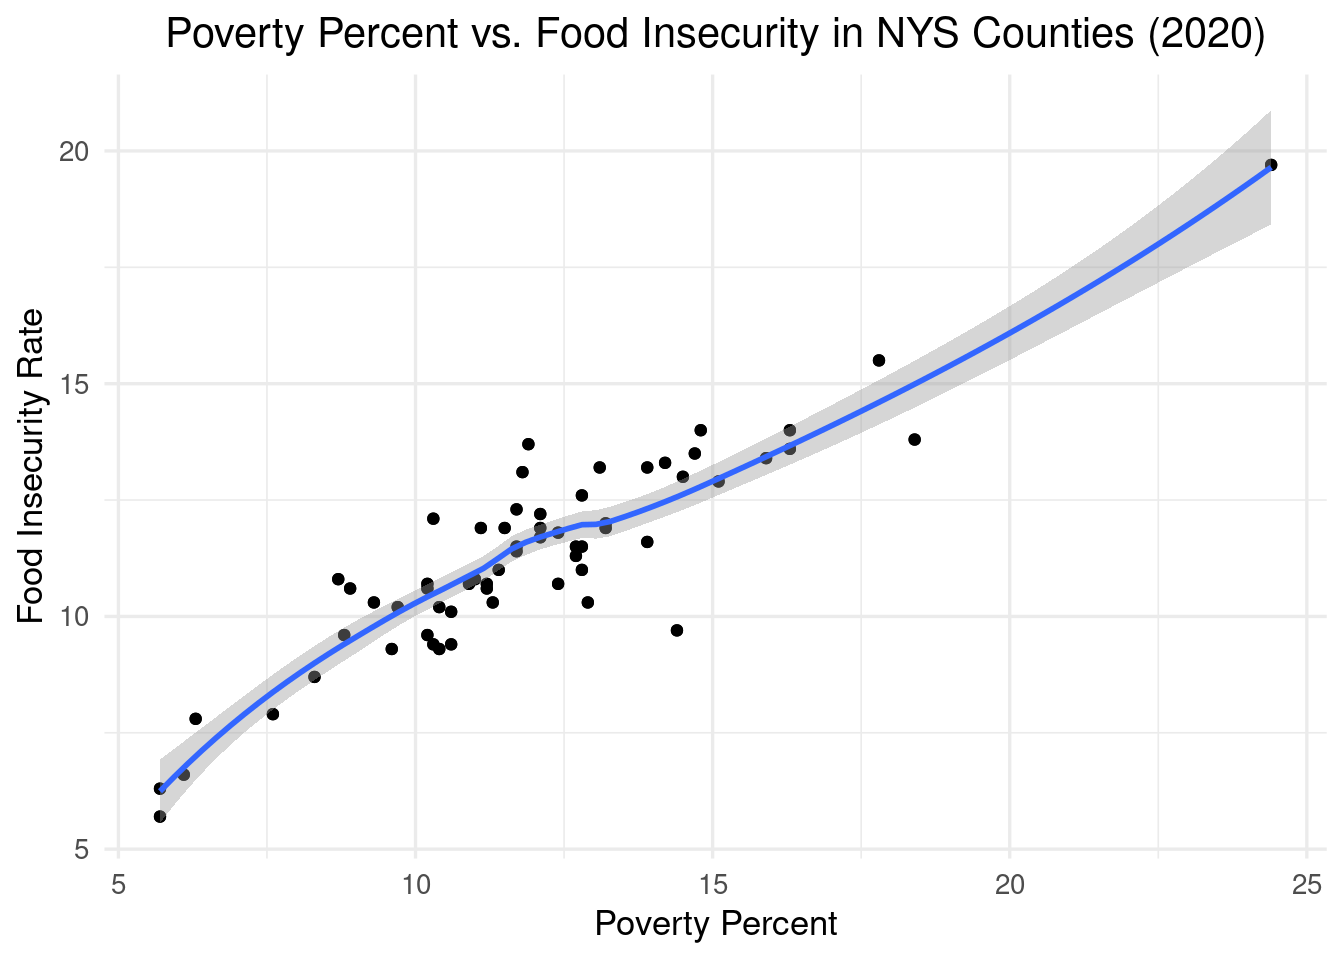 Poverty Percent vs. Food Insecurity in NYS Counties (2020)
20
15
10
5
Food Insecurity Rate
5 10 15 20 25
Poverty Percent